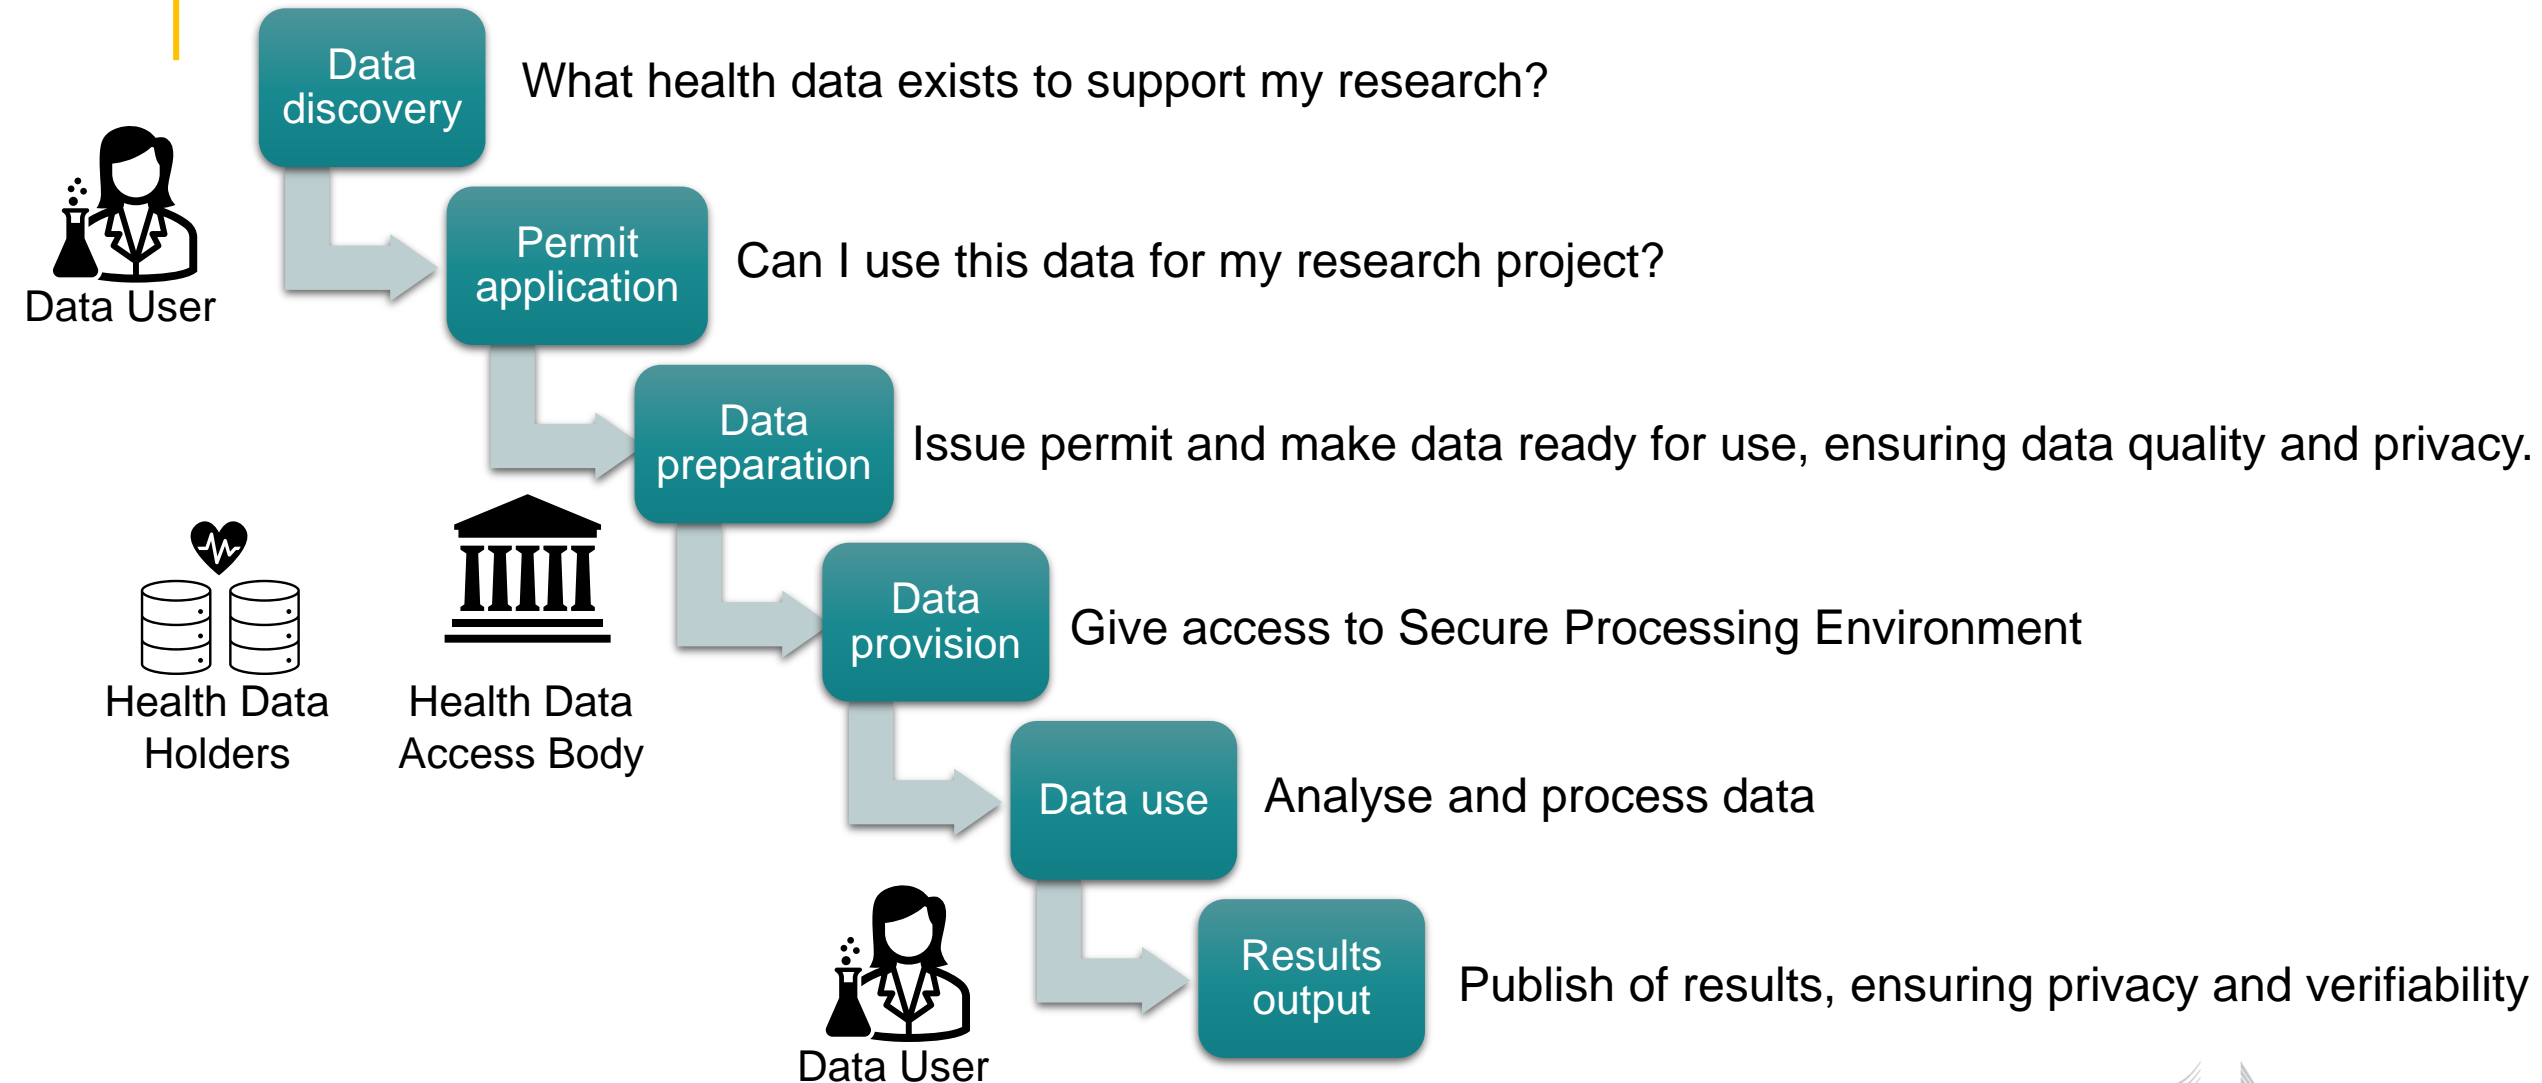 Data
discovery
What health data exists to support my research?
Data User
Permit
application
Can I use this data for my research project?
Data
preparation
Issue permit and make data ready for use, ensuring data quality and privacy.
Health Data
Holders
Health Data
Access Body
Data
provision
Give access to Secure Processing Environment
Data use
Analyse and process data
Data User
Results
output
Publish of results, ensuring privacy and verifiability